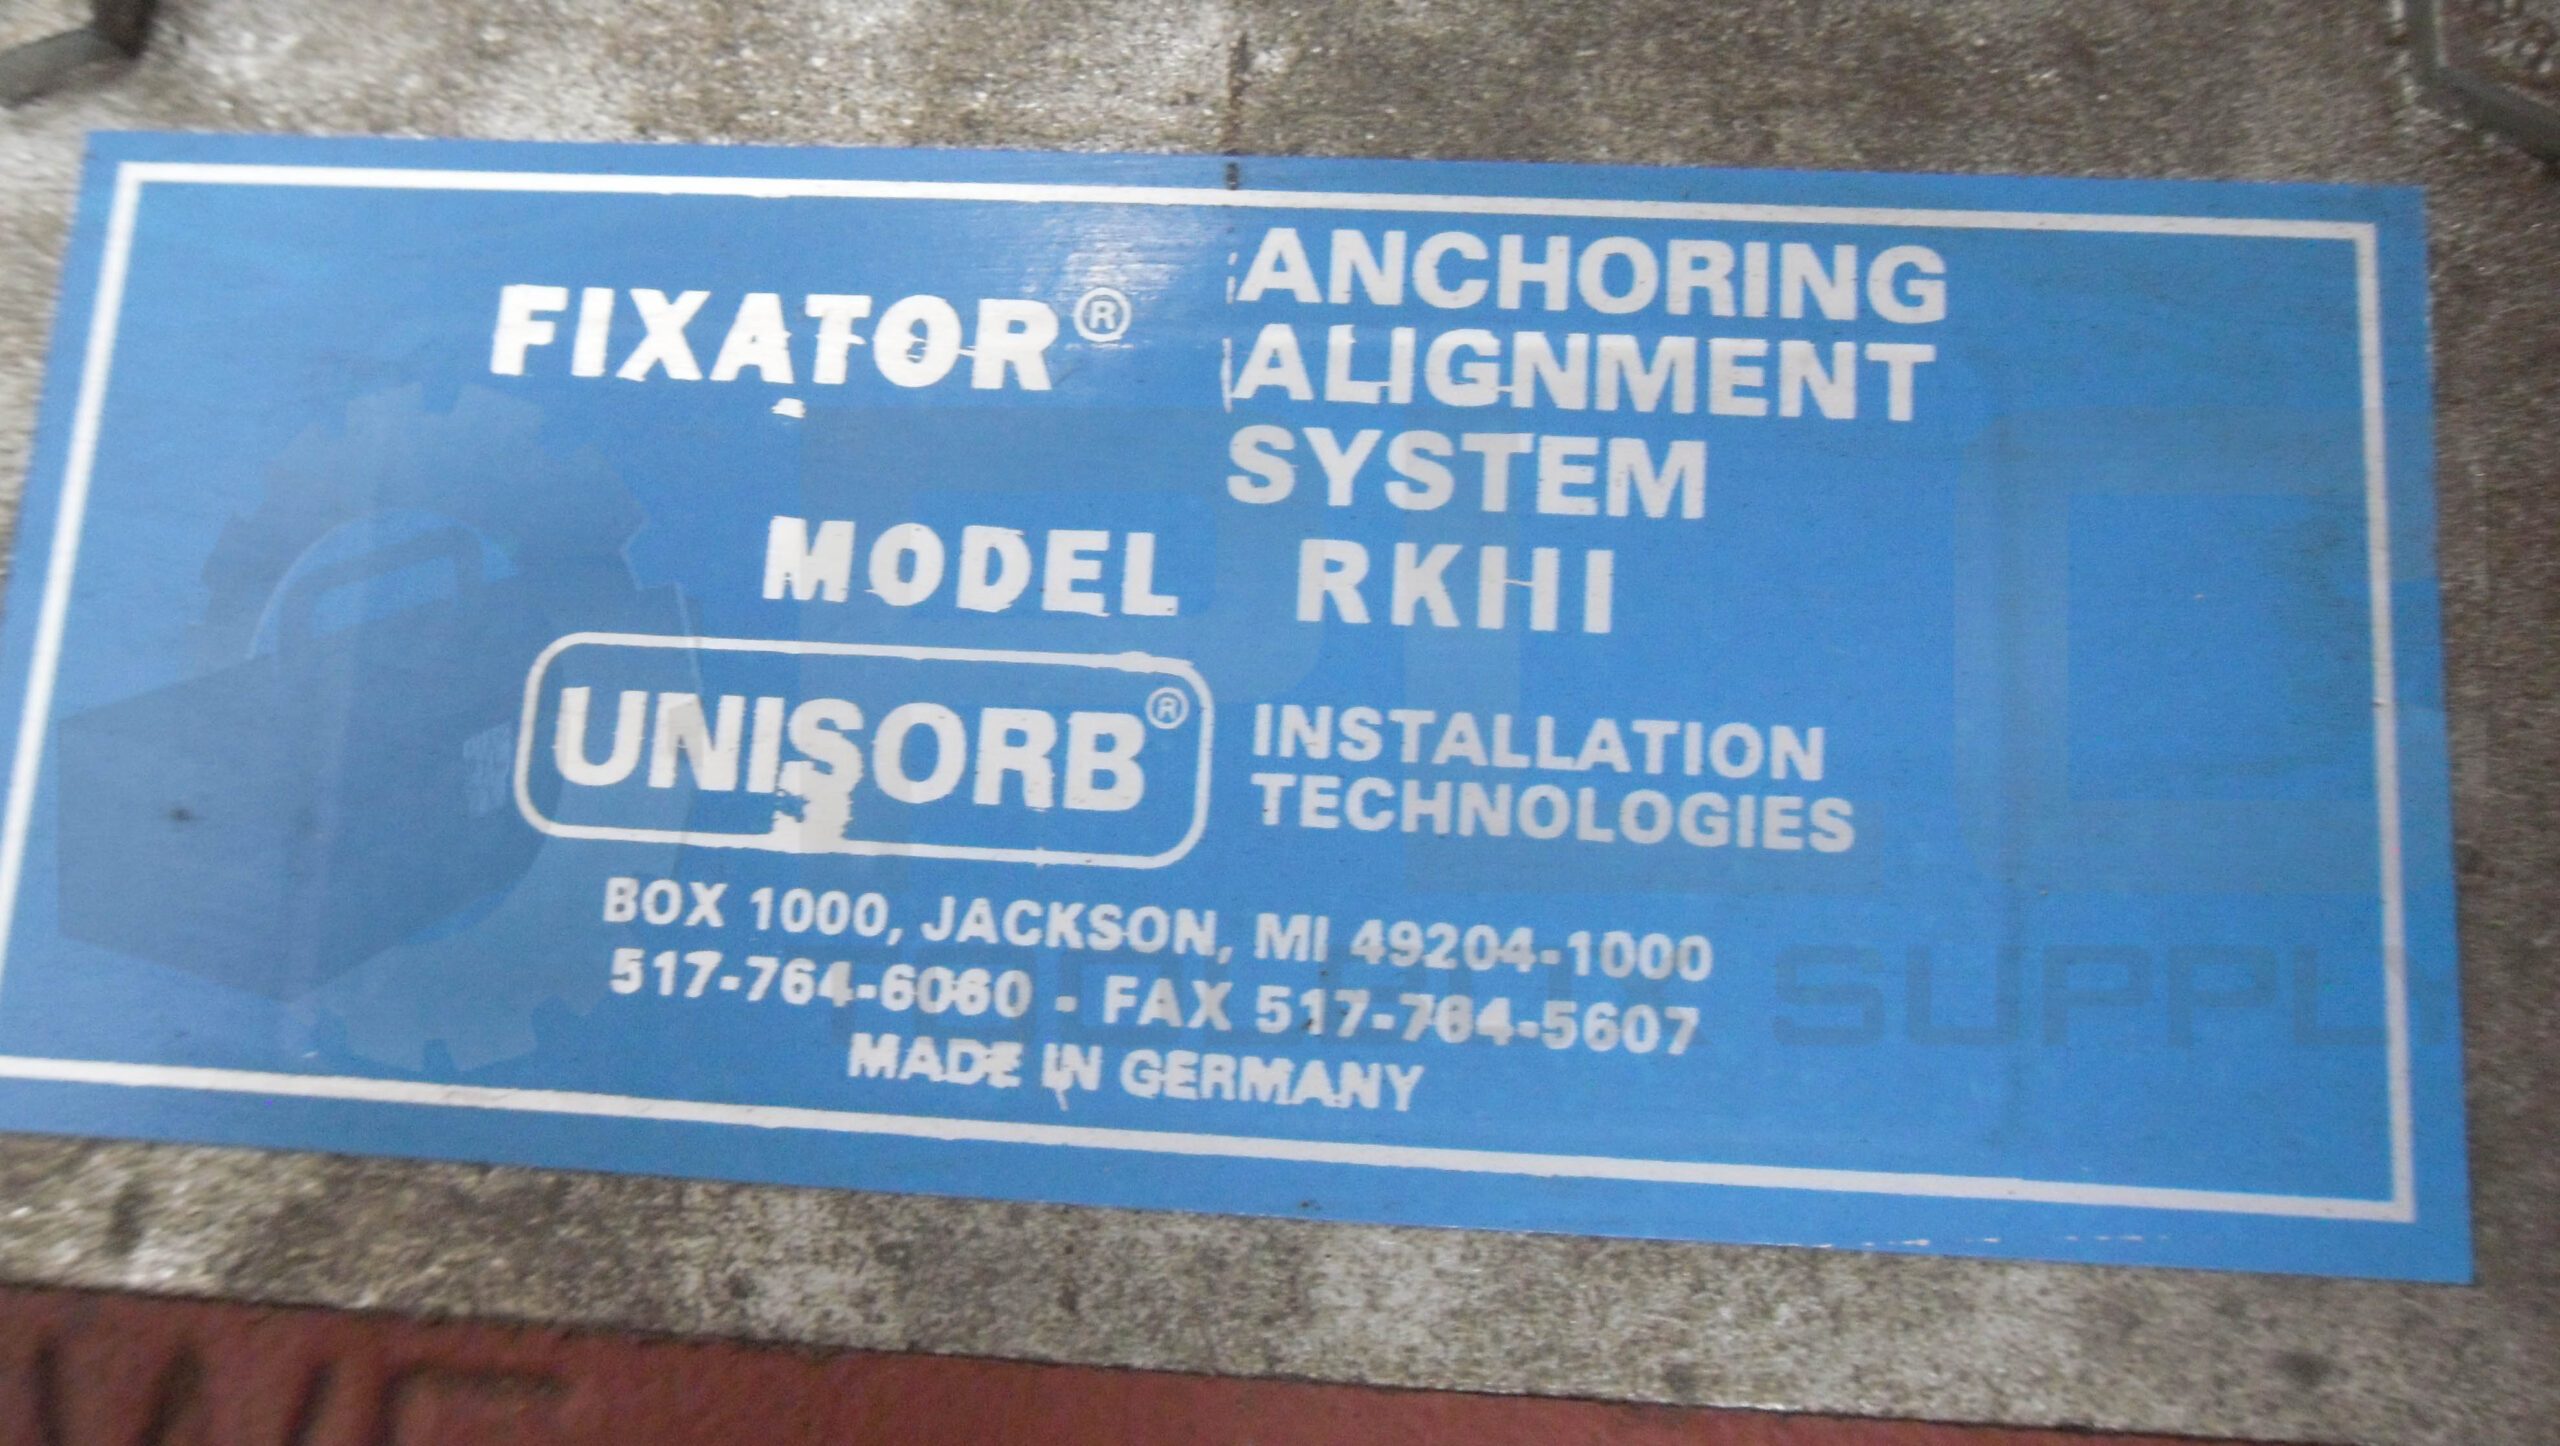 FIXATOR® ANCHORING
ALIGNMENT
SYSTEM
MODEL RKHI
UNISORB® INSTALLATION
TECHNOLOGIES
BOX 1000, JACKSON, MI 49204-1000
517-764-6060 - FAX 517-764-5607
MADE IN GERMANY
SUPPLY